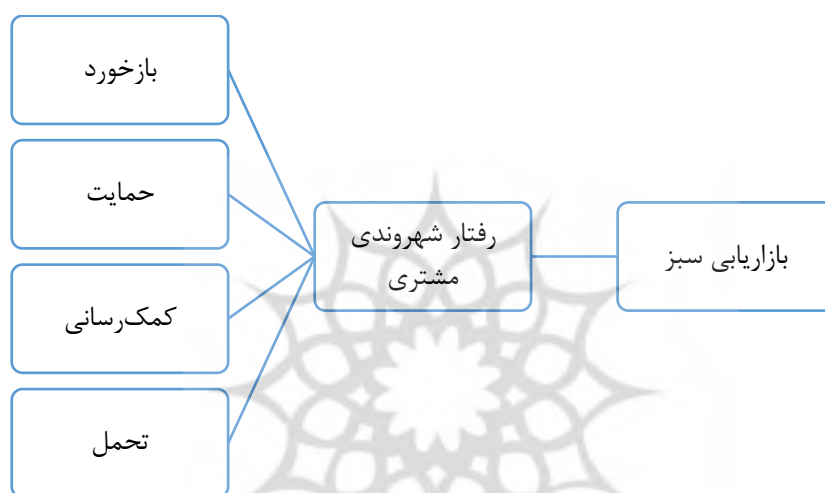 بازخورد
حمایت
کمک‌رسانی
تحمل
رفتار شهروندی
مشتری
بازاریابی سبز